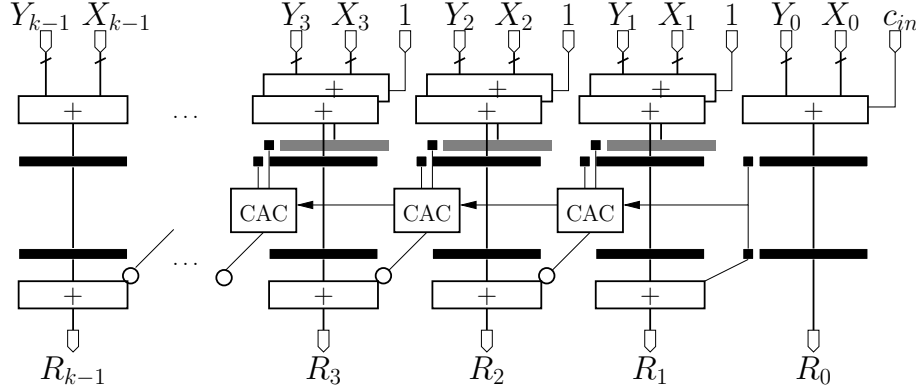 Y_{k-1} X_{k-1} Y_3 X_3 1 Y_2 X_2 1 Y_1 X_1 1 Y_0 X_0 c_{in}
+ + + +
+ ... + + + +
CAC CAC CAC
...
+ + + +
R_{k-1} R_3 R_2 R_1 R_0